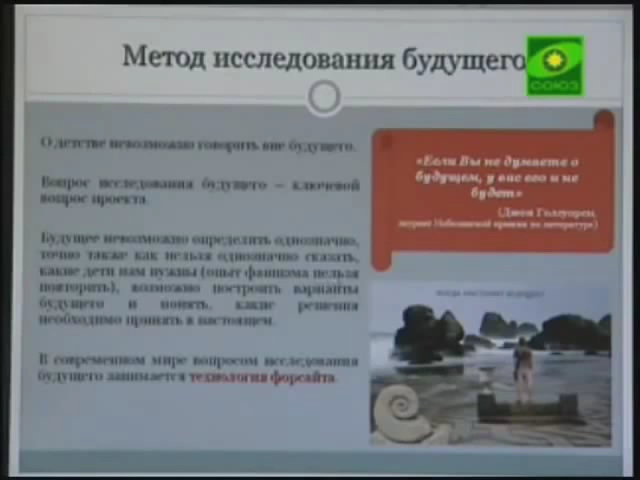 Метод исследования будущего
СОЮЗ
О детстве невозможно говорить вне будущего.
Вопрос исследования будущего – ключевой
вопрос проекта.
Будущее невозможно определить однозначно,
точно также как нельзя однозначно сказать,
какие дети нам нужны (опыт фашизма нельзя
повторить), возможно построить варианты
будущего и понять, какие решения
необходимо принять в настоящем.
В современном мире вопросом исследования
будущего занимается технология форсайта.
«Если Вы не думаете о
будущем, у вас его и не
будет»
(Джон Голсуорси,
лауреат Нобелевской премии по литературе)